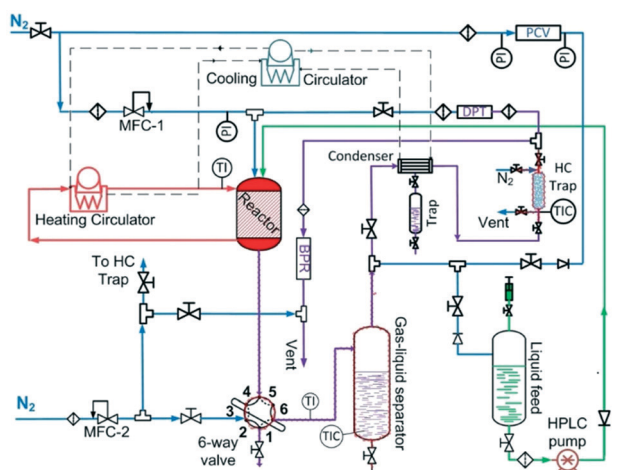 N2
PCV
PI
PI
Cooling
Circulator
MFC-1
PI
DPT
Condenser
TI
N2
HC
Trap
Reactor
Trap
TIC
Heating Circulator
Vent
To HC
Trap
BPR
Vent
Gas-liquid separator
Liquid feed
4
5
N2
3
6
TI
2
1
MFC-2
6-way
valve
TIC
HPLC
pump